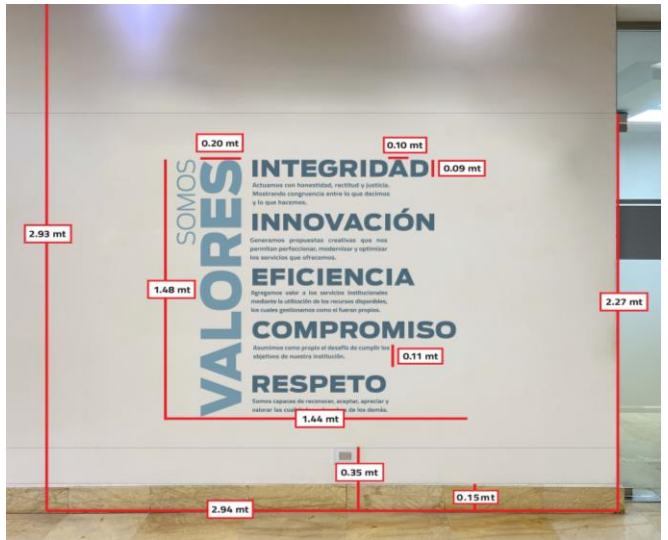 0.20 mt
0.10 mt
SOMOS
VALORES
INTEGRIDAD
0.09 mt
Actuamos con honestidad, rectitud y justicia.
Mostrando congruencia entre lo que decimos
y lo que hacemos.
INNOVACIÓN
Generamos propuestas creativas que nos
permitan perfeccionar, modernizar y optimizar
los servicios que ofrecemos.
2.93 mt
EFICIENCIA
1.48 mt
Agregamos valor a los servicios institucionales
mediante la utilización de los recursos disponibles,
los cuales gestionamos como si fueran propios.
2.27 mt
COMPROMISO
Asumimos como propio el desafío de cumplir los
objetivos de nuestra institución.
0.11 mt
RESPETO
Somos capaces de reconocer, aceptar, apreciar y
valorar las de los demás.
1.44 mt
0.35 mt
0.15mt
2.94 mt